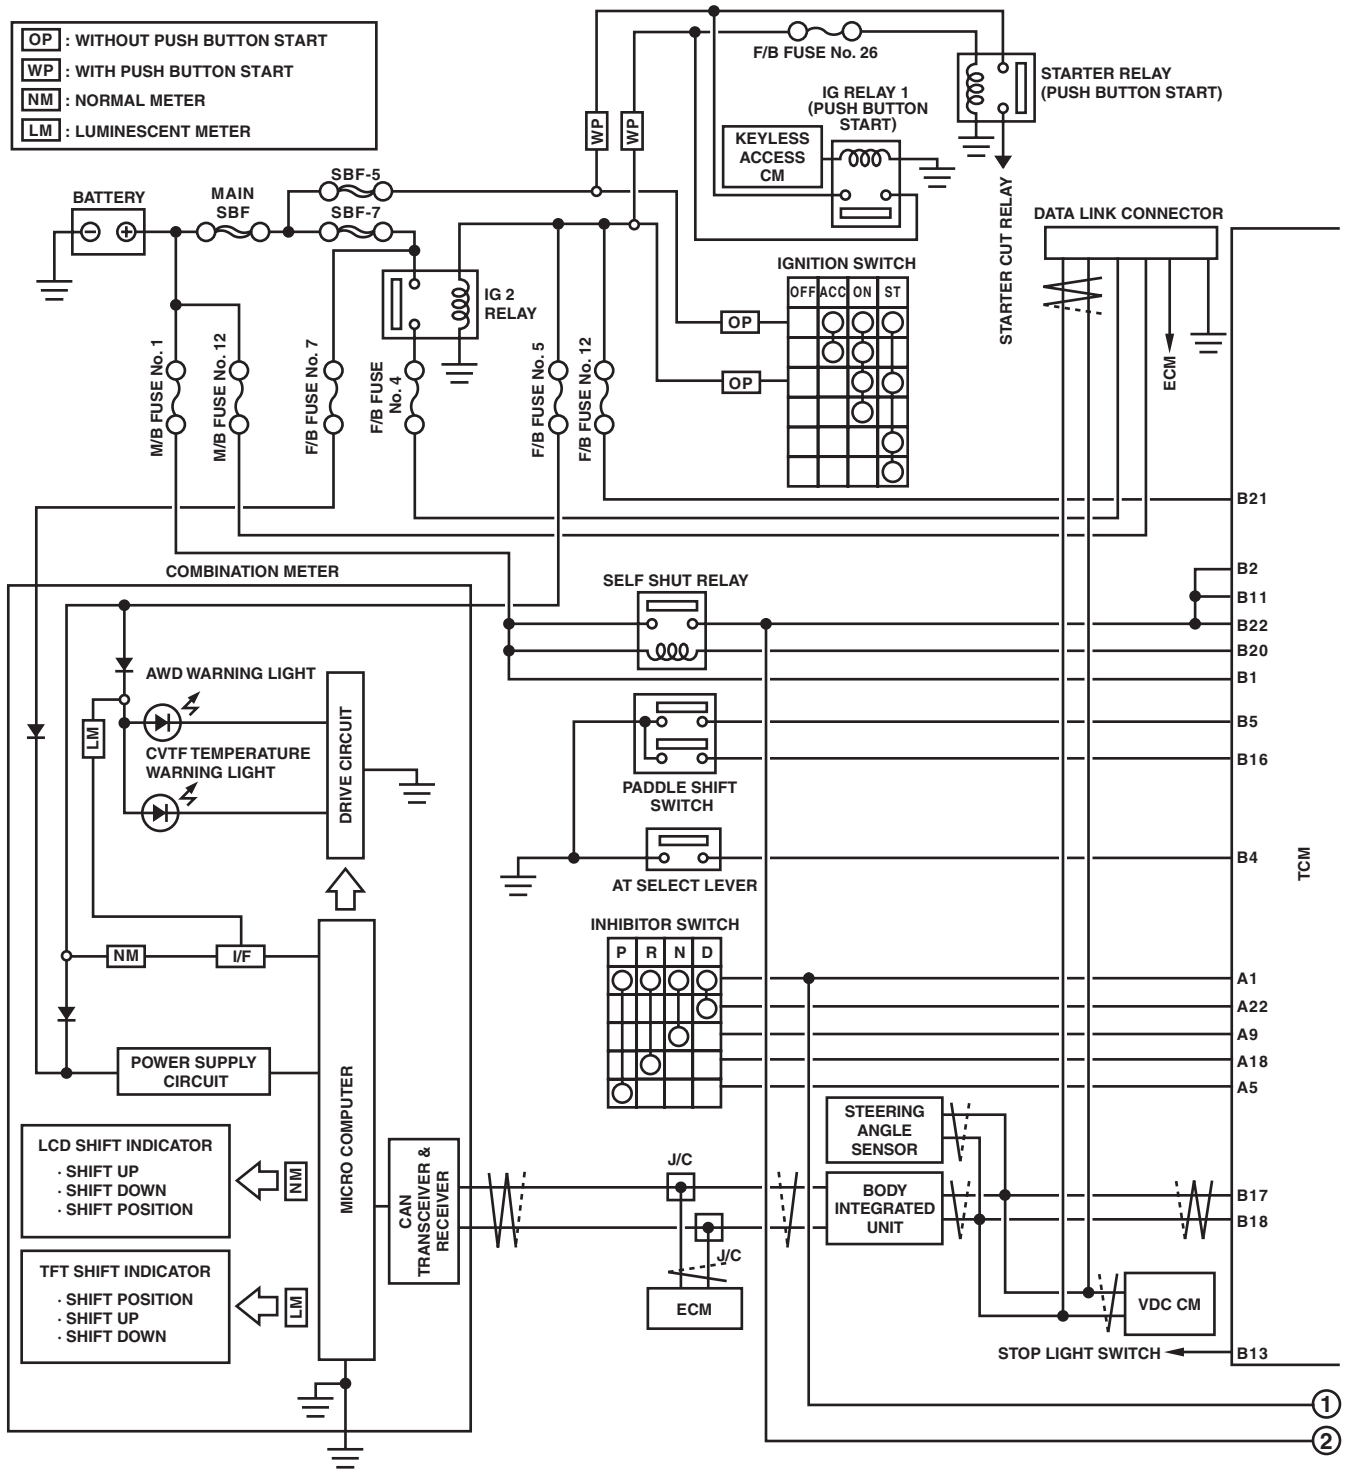 OP : WITHOUT PUSH BUTTON START
WP : WITH PUSH BUTTON START
NM : NORMAL METER
LM : LUMINESCENT METER
F/B FUSE No. 26
STARTER RELAY
(PUSH BUTTON START)
IG RELAY 1
(PUSH BUTTON
START)
WP
WP
KEYLESS
ACCESS
CM
STARTER CUT RELAY
BATTERY
MAIN
SBF
SBF-5
SBF-7
DATA LINK CONNECTOR
IG 2
RELAY
IGNITION SWITCH
OFF ACC ON ST
OP
OP
ECM
M/B FUSE No. 1
M/B FUSE No. 12
F/B FUSE No. 7
F/B FUSE
No. 4
F/B FUSE No. 5
F/B FUSE No. 12
B21
COMBINATION METER
SELF SHUT RELAY
B2
B11
B22
B20
B1
AWD WARNING LIGHT
LM
CVTF TEMPERATURE
WARNING LIGHT
DRIVE CIRCUIT
B5
B16
PADDLE SHIFT
SWITCH
B4
AT SELECT LEVER
TCM
INHIBITOR SWITCH
P R N D
NM
I/F
A1
A22
A9
A18
A5
POWER SUPPLY
CIRCUIT
MICRO COMPUTER
STEERING
ANGLE
SENSOR
LCD SHIFT INDICATOR
· SHIFT UP
· SHIFT DOWN
· SHIFT POSITION
NM
CAN
TRANSCEIVER &
RECEIVER
J/C
J/C
BODY
INTEGRATED
UNIT
B17
B18
TFT SHIFT INDICATOR
· SHIFT POSITION
· SHIFT UP
· SHIFT DOWN
LM
ECM
VDC CM
STOP LIGHT SWITCH
B13
1
2